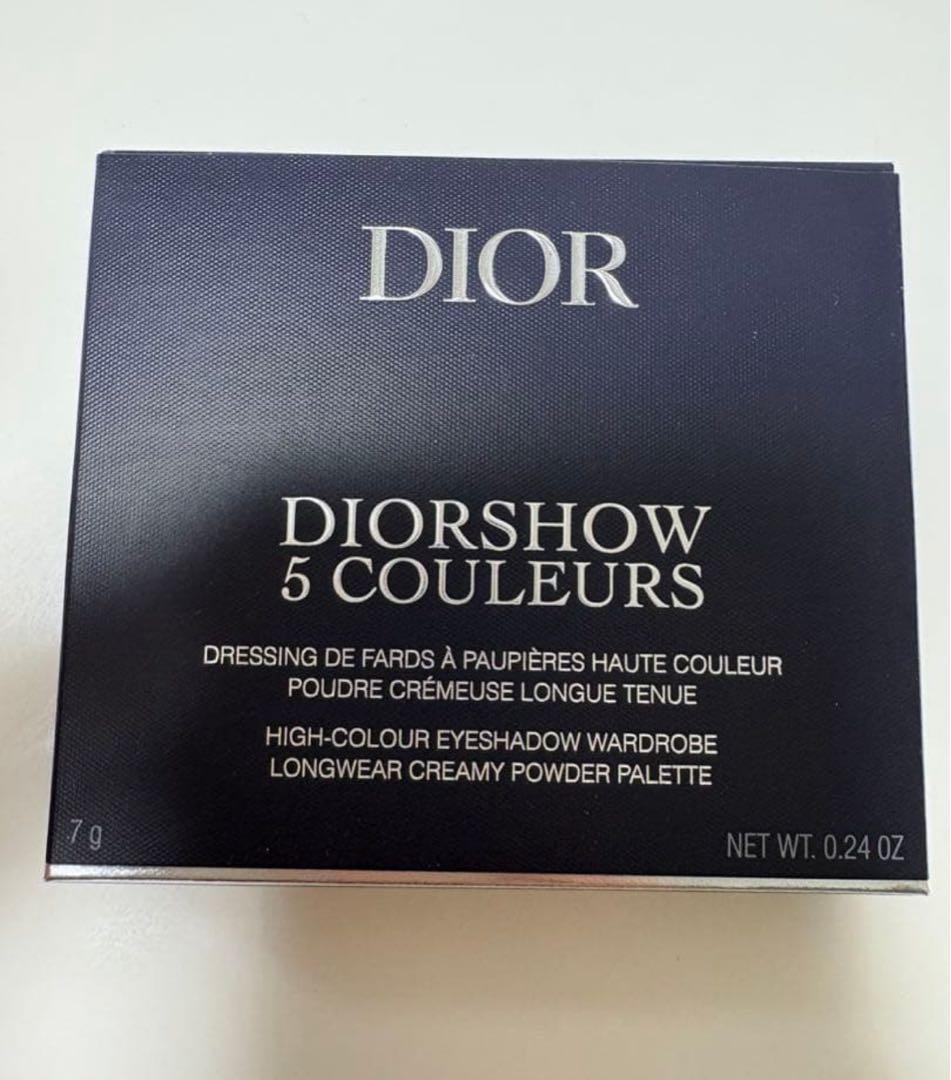 DIOR
DIORSHOW
5 COULEURS
DRESSING DE FARDS À PAUPIÈRES HAUTE COULEUR
POUDRE CRÉMEUSE LONGUE TENUE
HIGH-COLOUR EYESHADOW WARDROBE
LONGWEAR CREAMY POWDER PALETTE
7 g
NET WT. 0.24 OZ